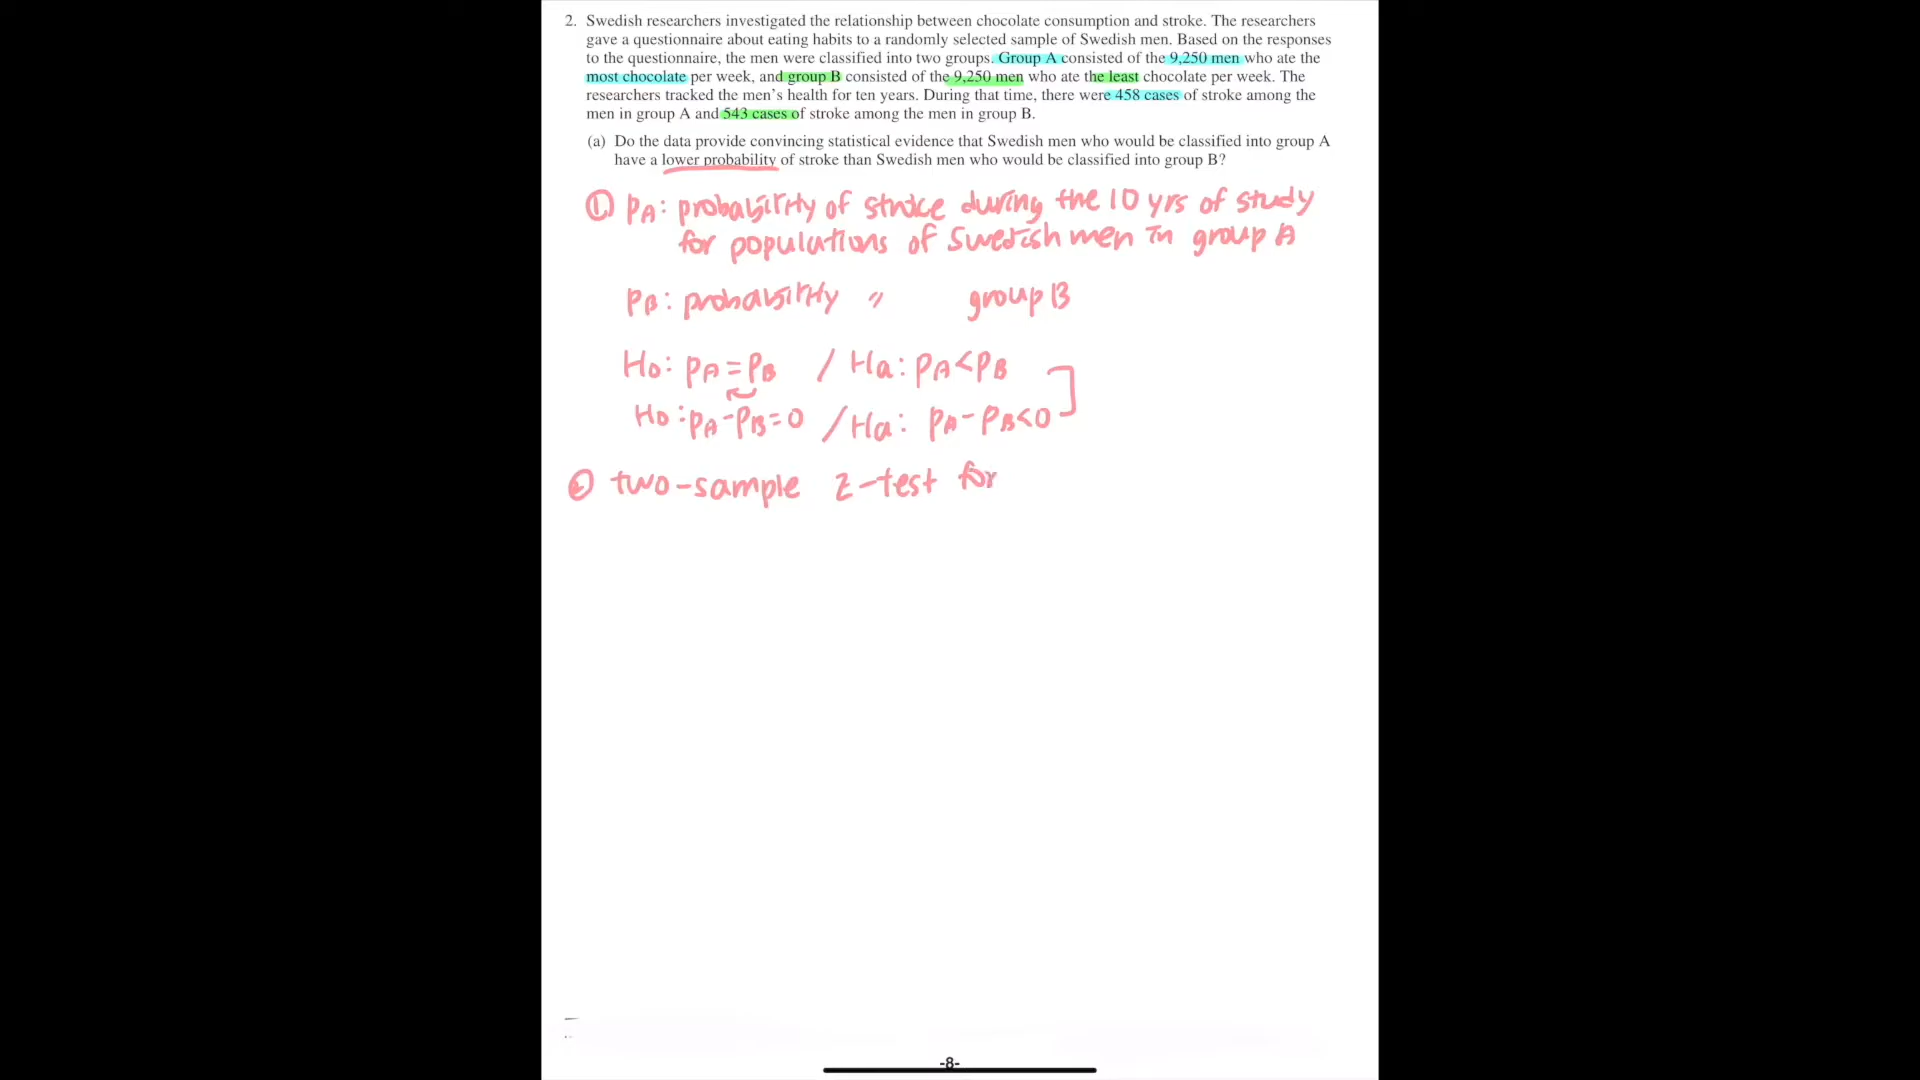 2. Swedish researchers investigated the relationship between chocolate consumption and stroke. The researchers
gave a questionnaire about eating habits to a randomly selected sample of Swedish men. Based on the responses
to the questionnaire, the men were classified into two groups. Group A consisted of the 9,250 men who ate the
most chocolate per week, and group B consisted of the 9,250 men who ate the least chocolate per week. The
researchers tracked the men's health for ten years. During that time, there were 458 cases of stroke among the
men in group A and 543 cases of stroke among the men in group B.
(a) Do the data provide convincing statistical evidence that Swedish men who would be classified into group A
have a lower probability of stroke than Swedish men who would be classified into group B?
① pA: probability of stroke during the 10 yrs of study
for populations of Swedish men in group A
pB: probability 〃 group B
Ho: pA=pB / Ha: pA<pB
Ho: pA-pB=0 / Ha: pA-pB<0
② two-sample z-test for
-8-